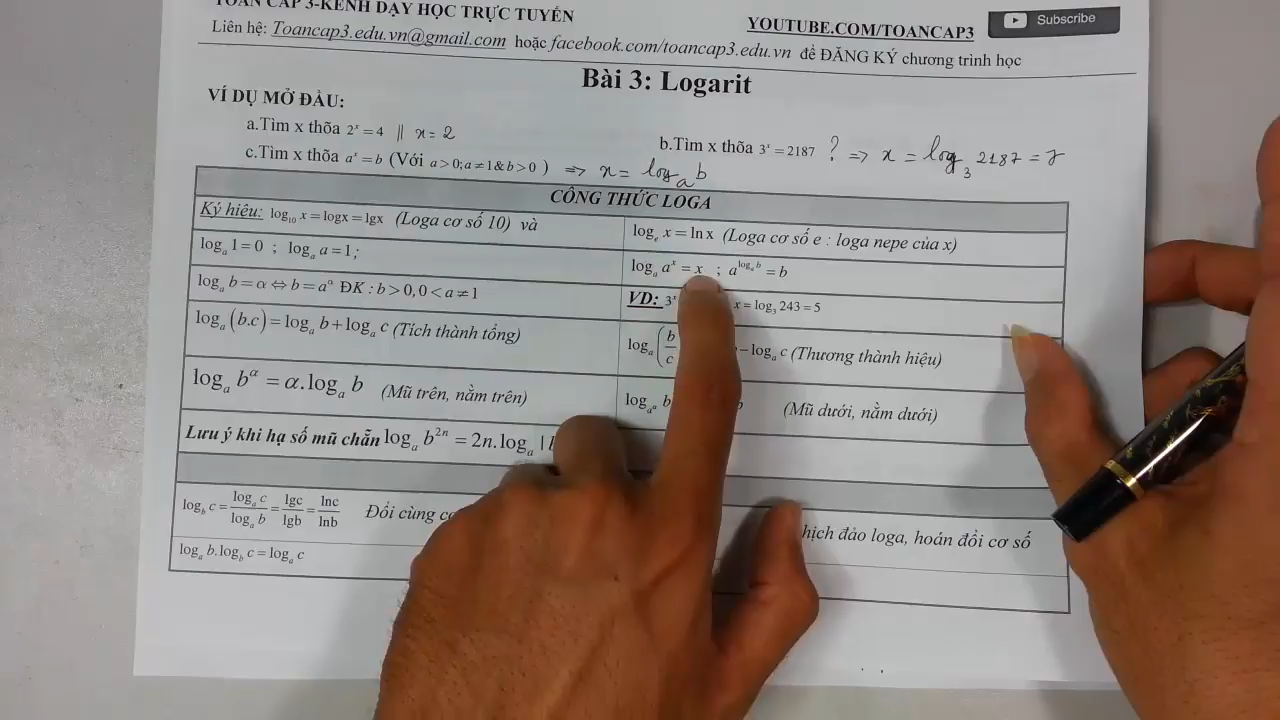 TOÁN CẤP 3-KÊNH DẠY HỌC TRỰC TUYẾN
YOUTUBE.COM/TOANCAP3
Subscribe
Liên hệ: Toancap3.edu.vn@gmail.com hoặc facebook.com/toancap3.edu.vn để ĐĂNG KÝ chương trình học
Bài 3: Logarit
VÍ DỤ MỞ ĐẦU:
a.Tìm x thõa 2^x = 4 || x = 2
b.Tìm x thõa 3^x = 2187 ? => x = log_3 2187 = 7
c.Tìm x thõa a^x = b (Với a > 0; a ≠ 1 & b > 0 ) => x = log_a b
CÔNG THỨC LOGA
Ký hiệu: log_10 x = logx = lgx (Loga cơ số 10) và
log_e x = ln x (Loga cơ số e : loga nepe của x)
log_a 1 = 0 ; log_a a = 1;
log_a a^x = x ; a^(log_a b) = b
log_a b = α ⇔ b = a^α ĐK : b > 0, 0 < a ≠ 1
VD: 3^x x = log_3 243 = 5
log_a (b.c) = log_a b + log_a c (Tích thành tổng)
log_a (b/c) − log_a c (Thương thành hiệu)
log_a b^α = α.log_a b (Mũ trên, nằm trên)
log_a^α b b (Mũ dưới, nằm dưới)
Lưu ý khi hạ số mũ chẵn log_a b^2n = 2n.log_a |
log_b c = log_a c / log_a b = lgc / lgb = lnc / lnb Đổi cùng
hịch đảo loga, hoán đổi cơ số
log_a b.log_b c = log_a c